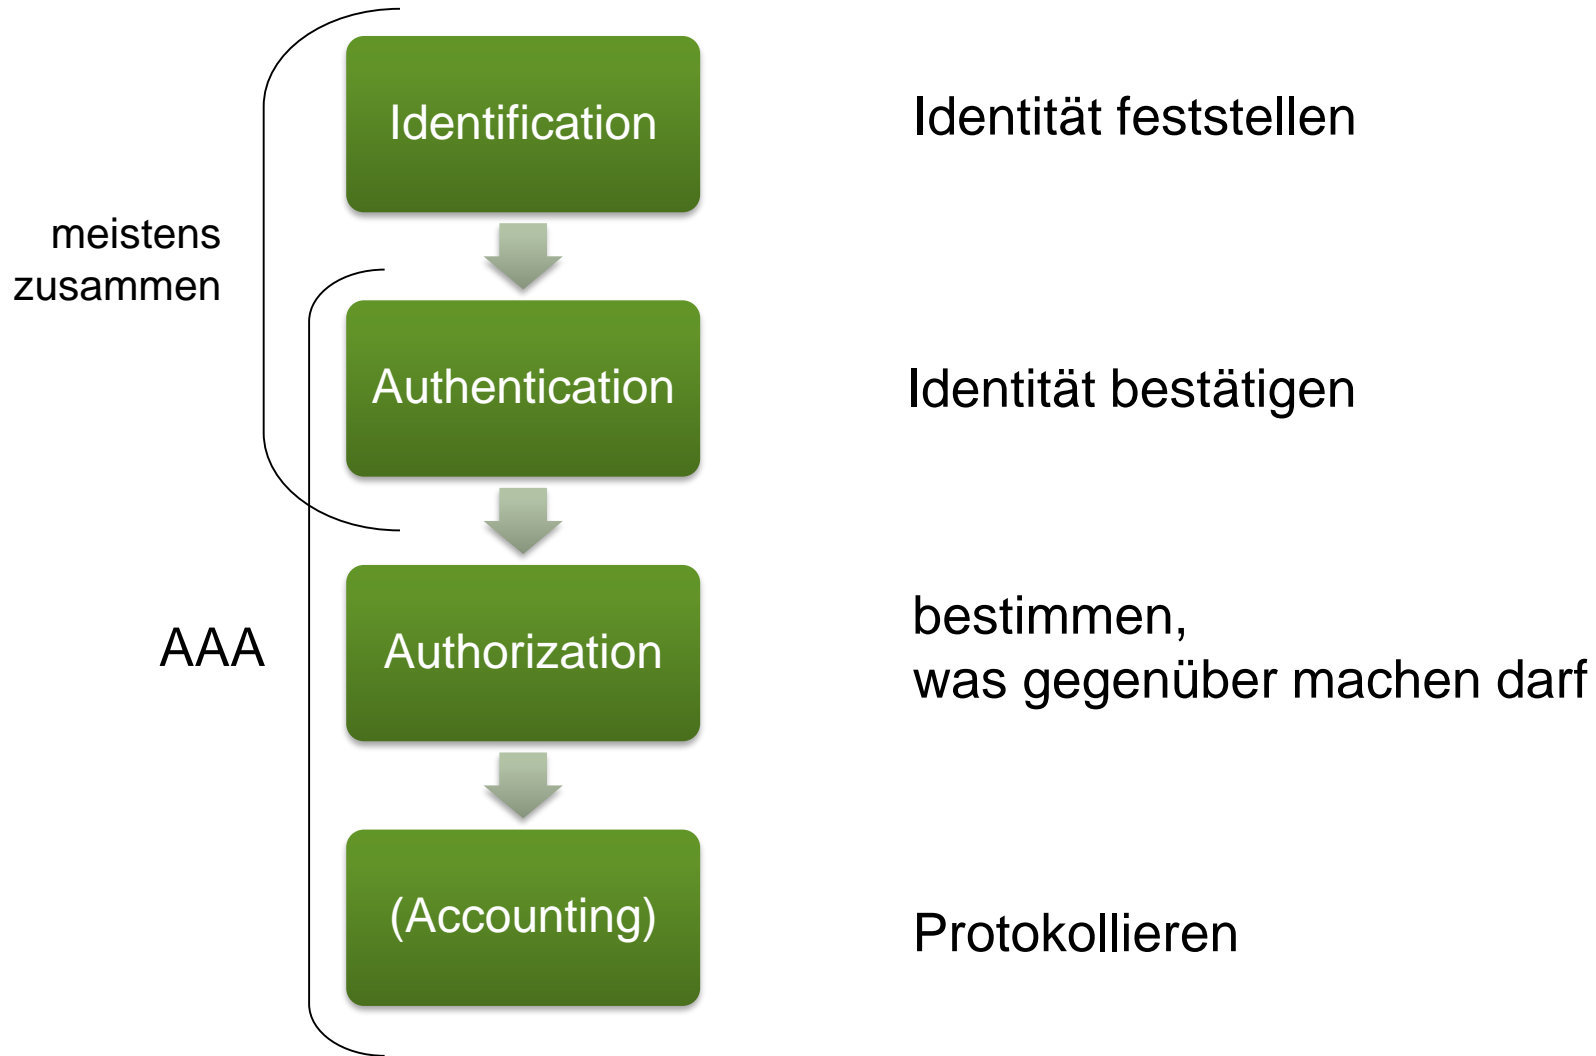 Identification
Identität feststellen
meistens
zusammen
Authentication
Identität bestätigen
AAA
Authorization
bestimmen,
was gegenüber machen darf
(Accounting)
Protokollieren